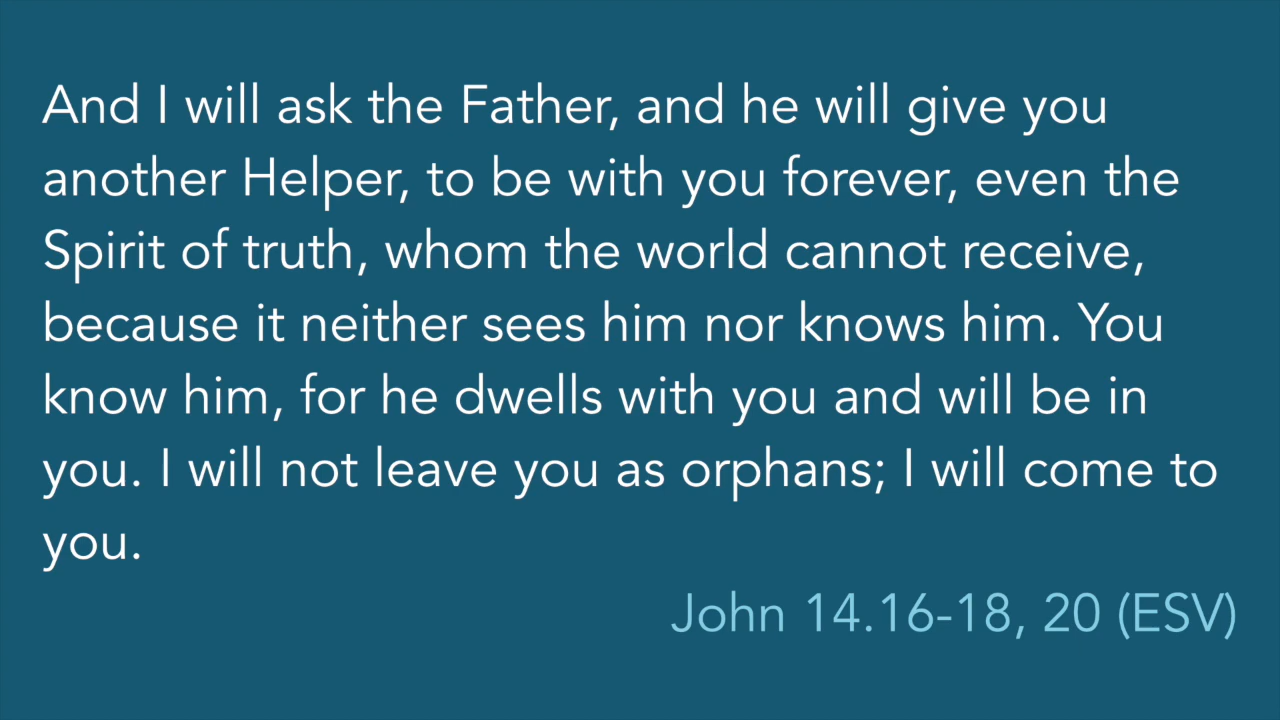 And I will ask the Father, and he will give you
another Helper, to be with you forever, even the
Spirit of truth, whom the world cannot receive,
because it neither sees him nor knows him. You
know him, for he dwells with you and will be in
you. I will not leave you as orphans; I will come to
you.
John 14.16-18, 20 (ESV)